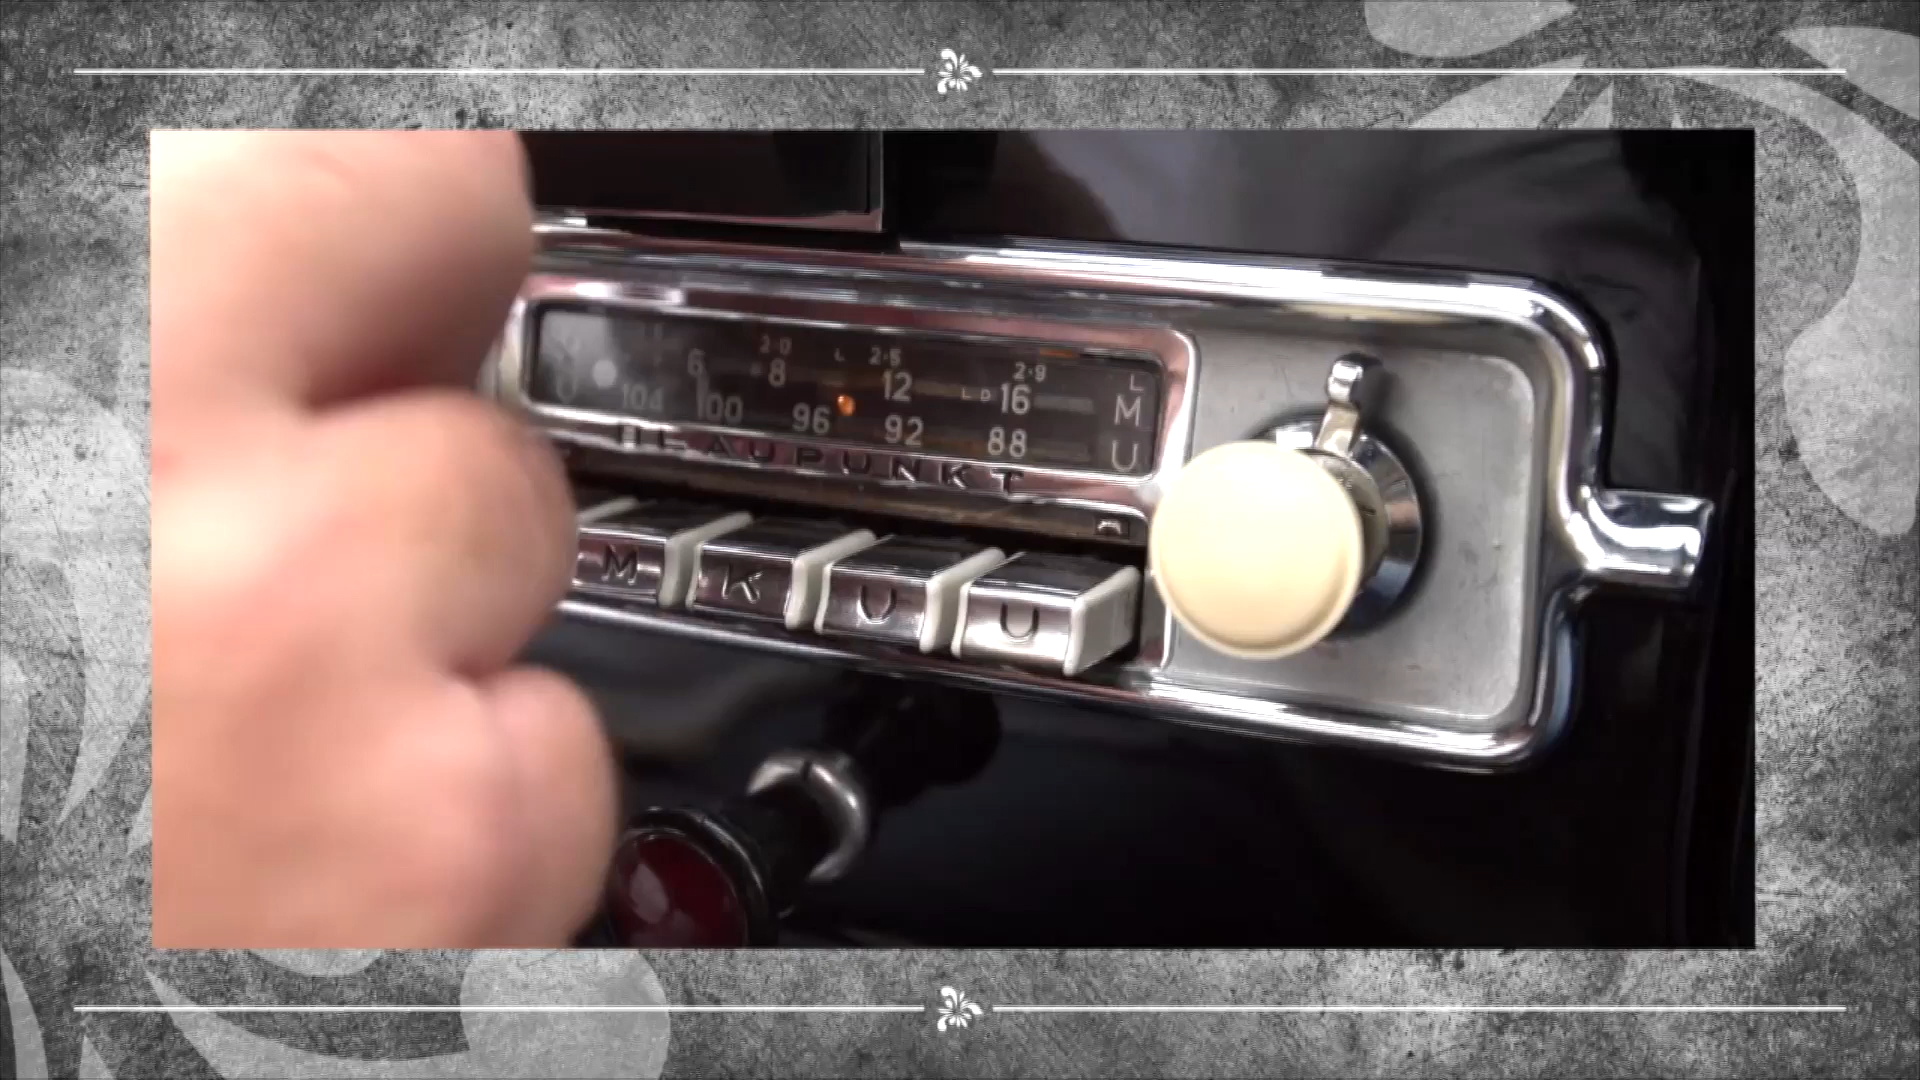 2·0 L 2·5 2·9 L
6 8 12 L D 16 M
104 100 96 92 88 U
BLAUPUNKT
M K U U